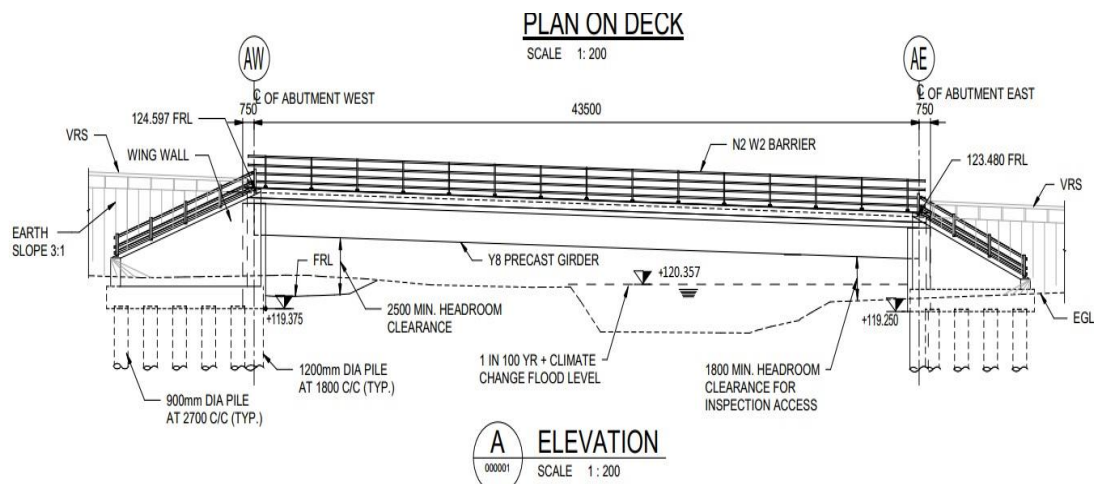 PLAN ON DECK
SCALE 1: 200
AW
AE
℄ OF ABUTMENT WEST
℄ OF ABUTMENT EAST
750
43500
750
124.597 FRL
VRS
WING WALL
N2 W2 BARRIER
123.480 FRL
VRS
EARTH
SLOPE 3:1
FRL
Y8 PRECAST GIRDER
+120.357
+119.375
2500 MIN. HEADROOM
CLEARANCE
+119.250
EGL
1 IN 100 YR + CLIMATE
CHANGE FLOOD LEVEL
1800 MIN. HEADROOM
CLEARANCE FOR
INSPECTION ACCESS
1200mm DIA PILE
AT 1800 C/C (TYP.)
900mm DIA PILE
AT 2700 C/C (TYP.)
A
000001
ELEVATION
SCALE 1 : 200